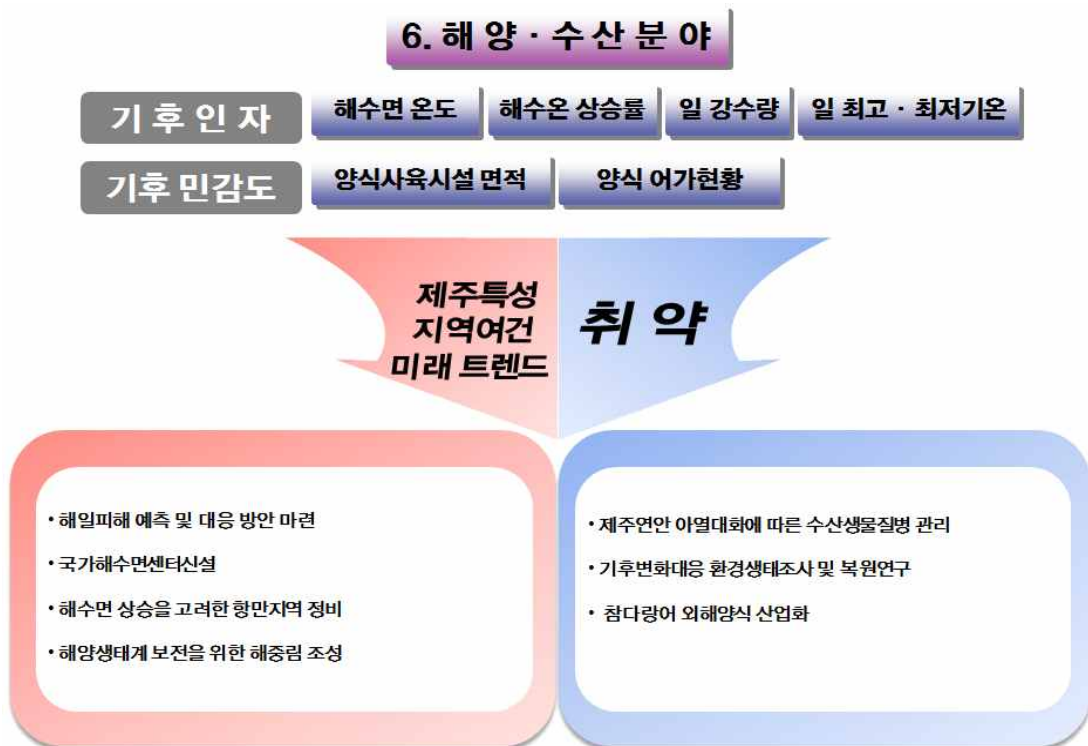 6. 해 양 · 수 산 분 야
기 후 인 자
해수면 온도
해수온 상승률
일 강수량
일 최고 · 최저기온
기후 민감도
양식사육시설 면적
양식 어가현황
제주특성
지역여건
미래 트렌드
취 약
• 해일피해 예측 및 대응 방안 마련
• 국가해수면센터신설
• 해수면 상승을 고려한 항만지역 정비
• 해양생태계 보전을 위한 해중림 조성
• 제주연안 아열대화에 따른 수산생물질병 관리
• 기후변화대응 환경생태조사 및 복원연구
• 참다랑어 외해양식 산업화